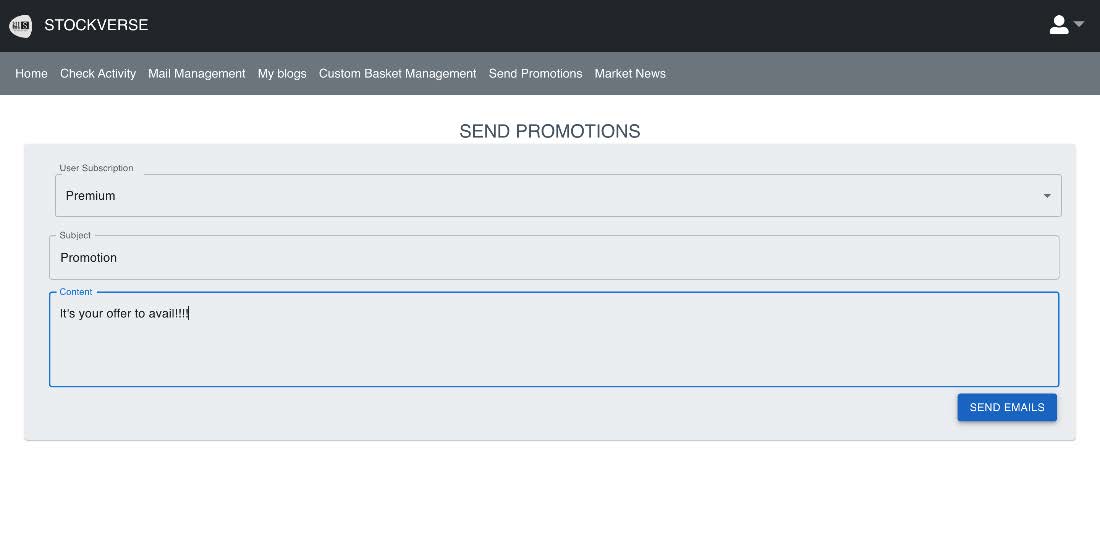 STOCKVERSE
Home Check Activity Mail Management My blogs Custom Basket Management Send Promotions Market News
SEND PROMOTIONS
User Subscription
Premium
Subject
Promotion
Content
It's your offer to avail!!!!
SEND EMAILS